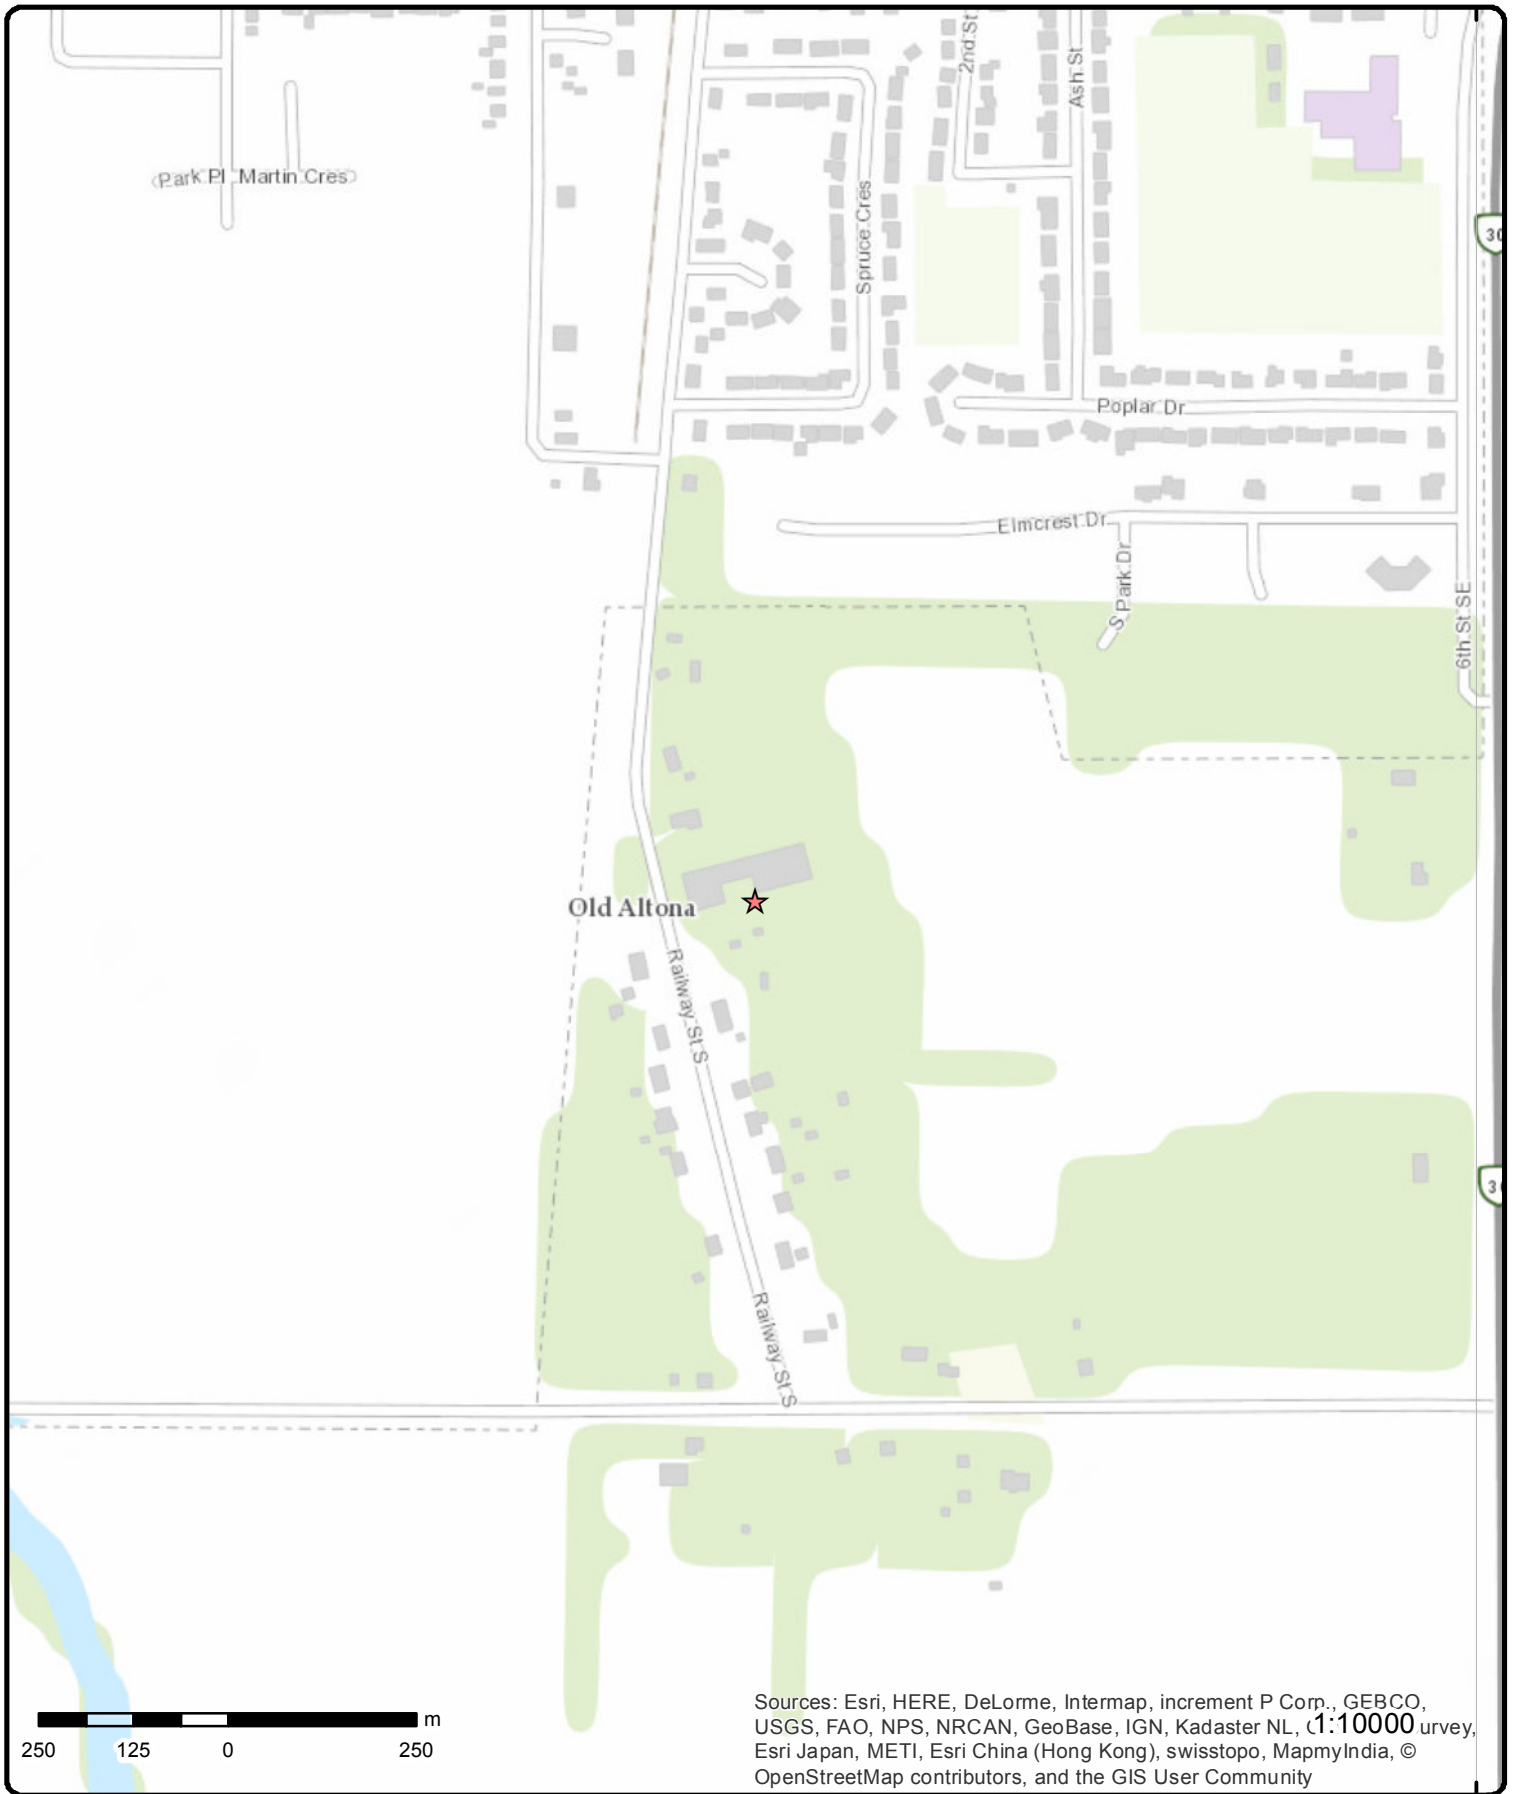 2nd St
Ash St
Park Pl
Martin Cres
Spruce Cres
30
Poplar Dr
Elmcrest Dr
S Park Dr
6th St SE
Old Altona
Railway St S
Railway St S
Sources: Esri, HERE, DeLorme, Intermap, increment P Corp., GEBCO,
USGS, FAO, NPS, NRCAN, GeoBase, IGN, Kadaster NL,
1:10000
Esri Japan, METI, Esri China (Hong Kong), swisstopo, MapmyIndia, ©
OpenStreetMap contributors, and the GIS User Community
m
250 125 0 250